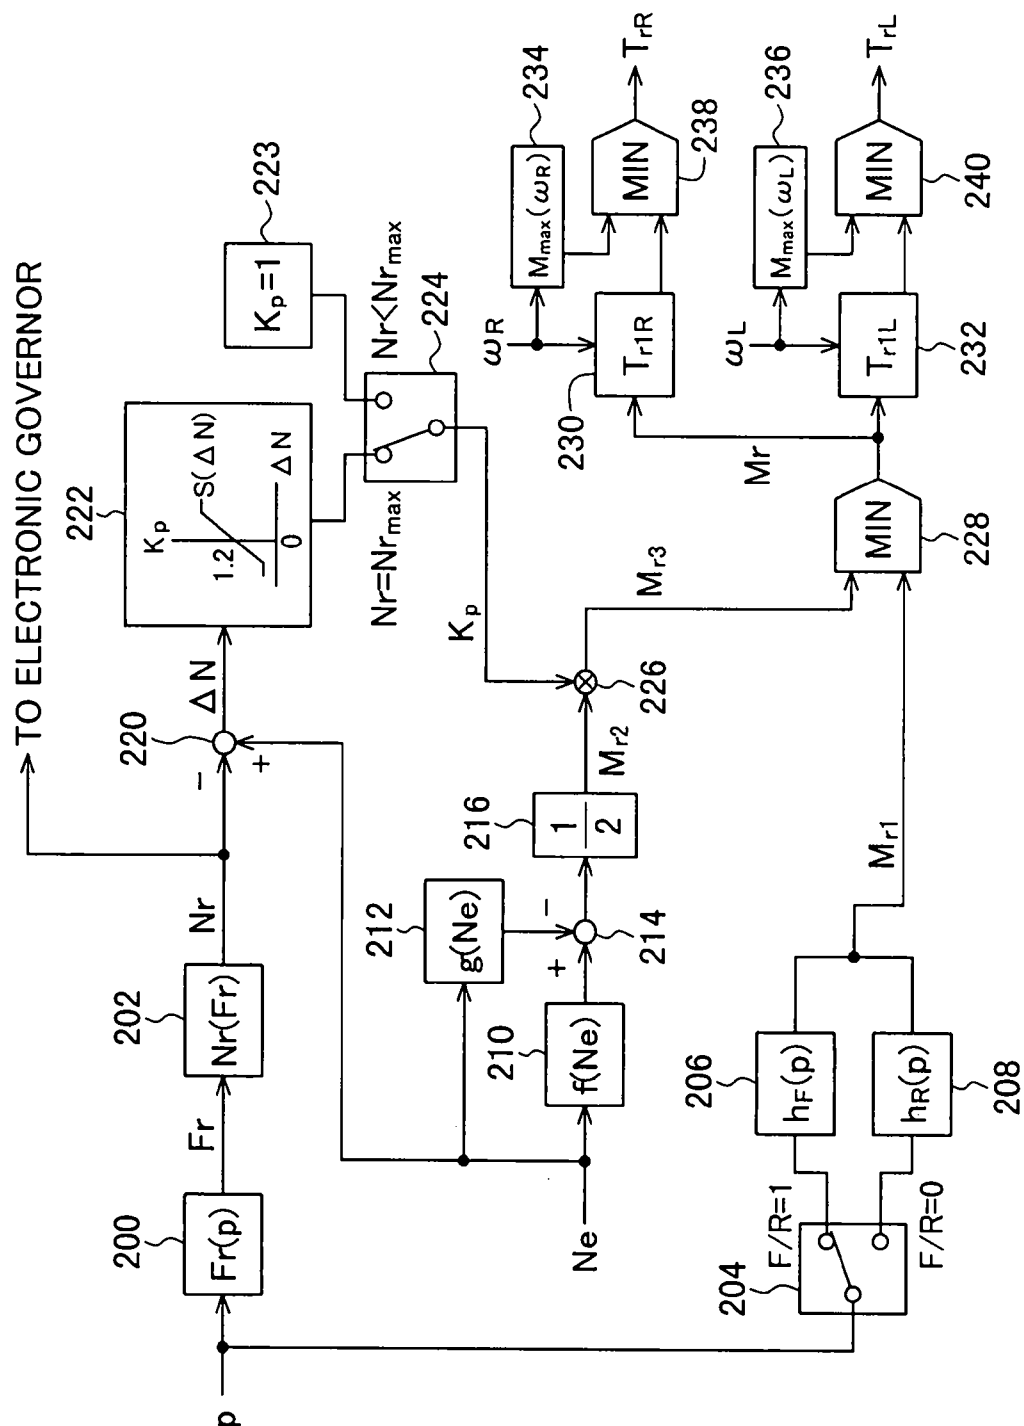 TO ELECTRONIC GOVERNOR
p
200
Fr(p)
Fr
202
Nr(Fr)
Nr
-
220
+
ΔN
222
Kp
1.2
S(ΔN)
ΔN
0
223
Kp=1
Nr=Nrmax
Nr<Nrmax
224
Kp
Ne
210
f(Ne)
212
g(Ne)
+
-
214
216
1
2
Mr2
226
Mr3
204
F/R=1
F/R=0
206
hF(p)
208
hR(p)
Mr1
MIN
228
Mr
ωR
230
Tr1R
234
Mmax(ωR)
MIN
238
TrR
ωL
Tr1L
232
236
Mmax(ωL)
MIN
240
TrL